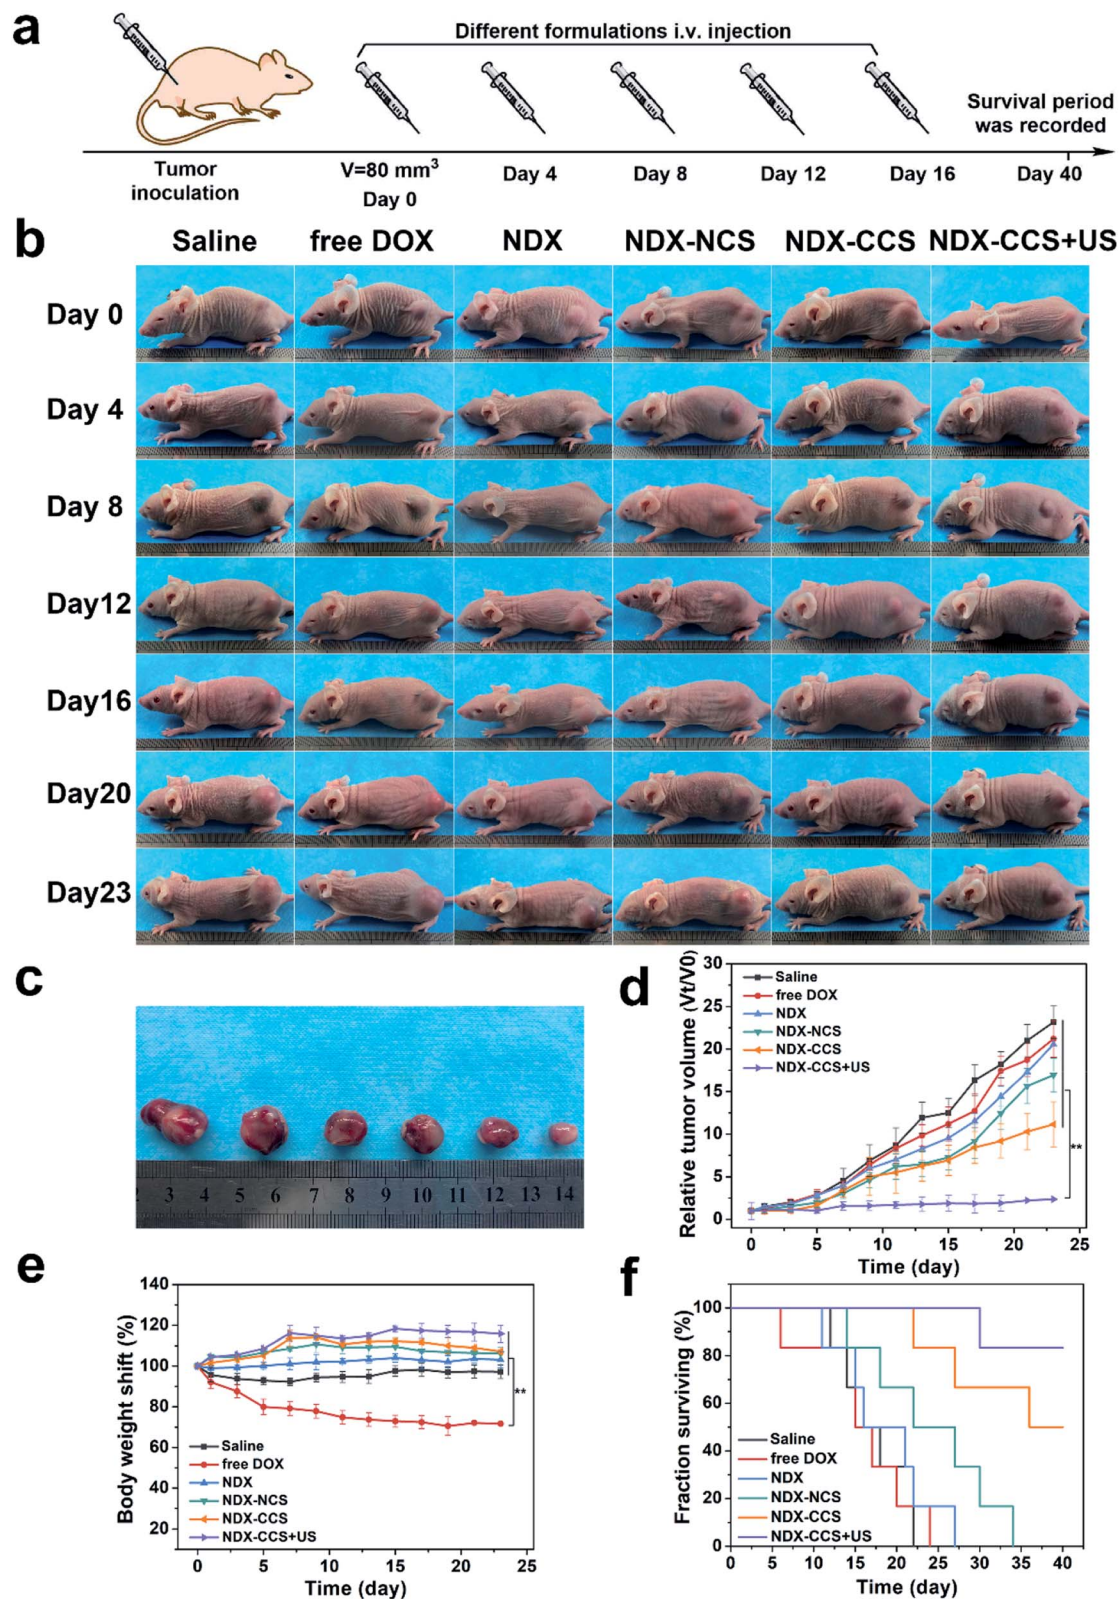 a
Different formulations i.v. injection
Survival period
was recorded
Tumor
inoculation
V=80 mm³
Day 0
Day 4
Day 8
Day 12
Day 16
Day 40
b
Saline
free DOX
NDX
NDX-NCS
NDX-CCS
NDX-CCS+US
Day 0
Day 4
Day 8
Day12
Day16
Day20
Day23
c
3 4 5 6 7 8 9 10 11 12 13 14
d
Relative tumor volume (Vt/V0)
30
25
20
15
10
5
0
Saline
free DOX
NDX
NDX-NCS
NDX-CCS
NDX-CCS+US
**
0 5 10 15 20 25
Time (day)
e
Body weight shift (%)
140
120
100
80
60
40
20
**
Saline
free DOX
NDX
NDX-NCS
NDX-CCS
NDX-CCS+US
0 5 10 15 20 25
Time (day)
f
Fraction surviving (%)
100
80
60
40
20
0
Saline
free DOX
NDX
NDX-NCS
NDX-CCS
NDX-CCS+US
0 5 10 15 20 25 30 35 40
Time (day)